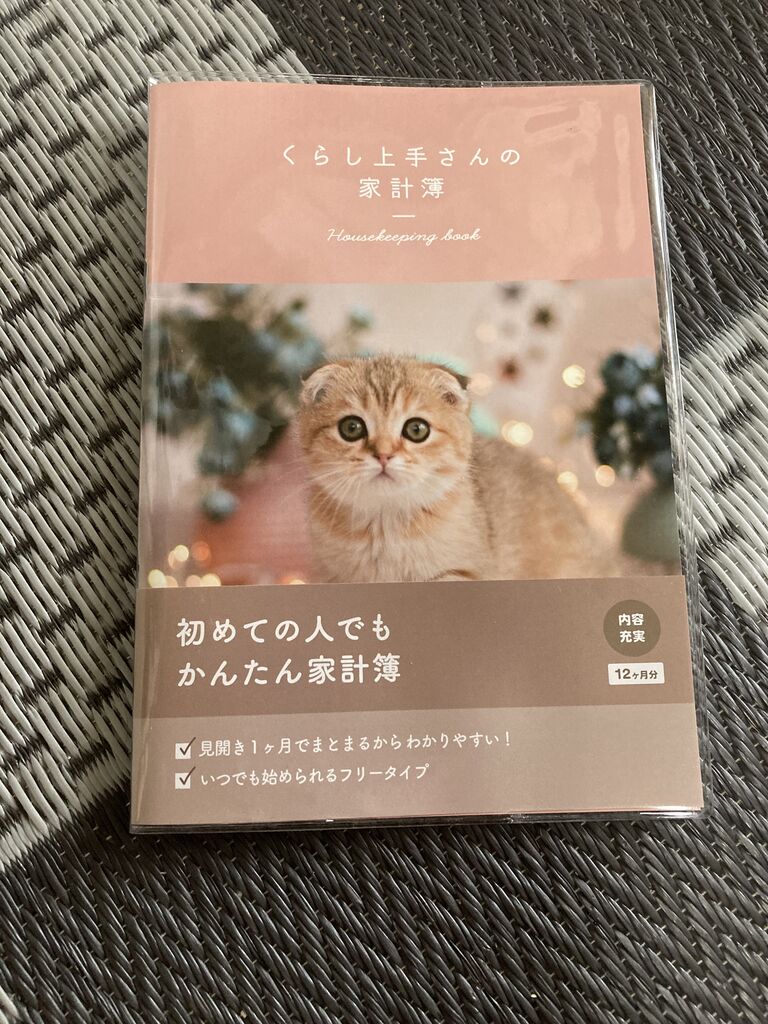 くらし上手さんの
家計簿
Housekeeping book
初めての人でも
かんたん家計簿
内容
充実
12ヶ月分
見開き1ヶ月でまとまるからわかりやすい!
いつでも始められるフリータイプ